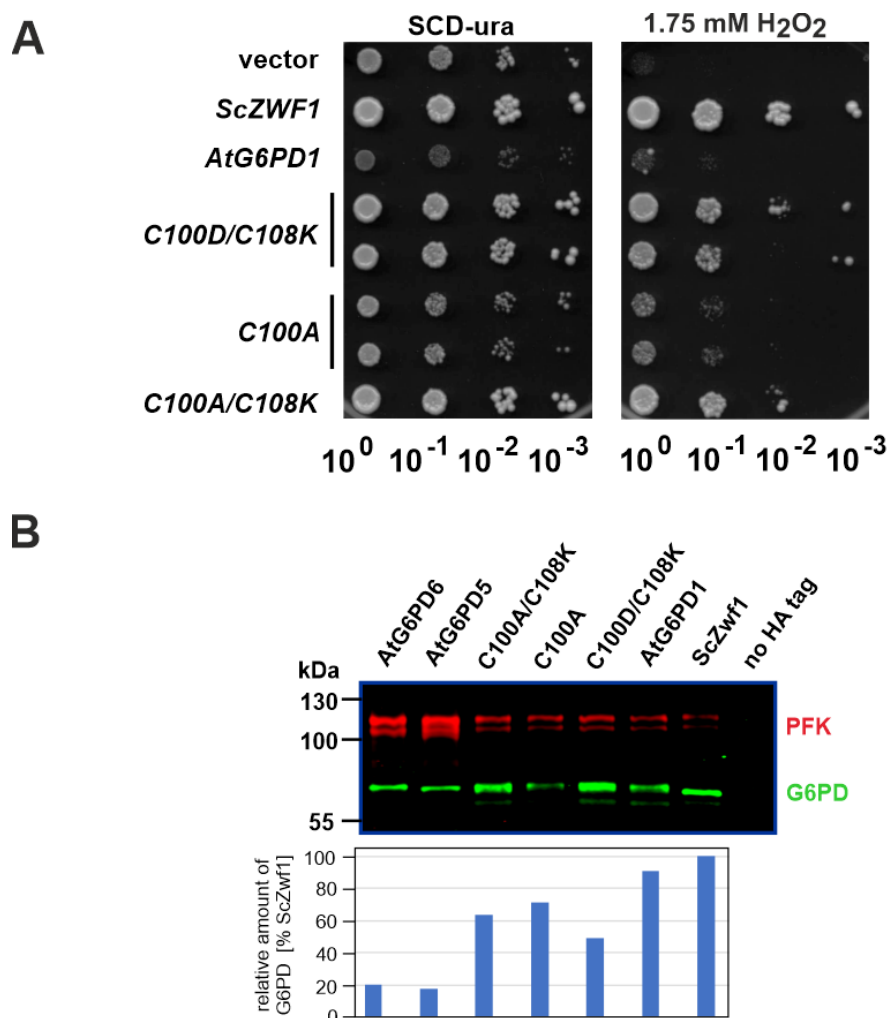 A
SCD-ura
1.75 mM H2O2
vector
ScZWF1
AtG6PD1
C100D/C108K
C100A
C100A/C108K
10^0 10^-1 10^-2 10^-3 10^0 10^-1 10^-2 10^-3
B
AtG6PD6
AtG6PD5
C100A/C108K
C100A
C100D/C108K
AtG6PD1
ScZwf1
no HA tag
kDa
130
100
55
PFK
G6PD
relative amount of
G6PD [% ScZwf1]
100
80
60
40
20
0